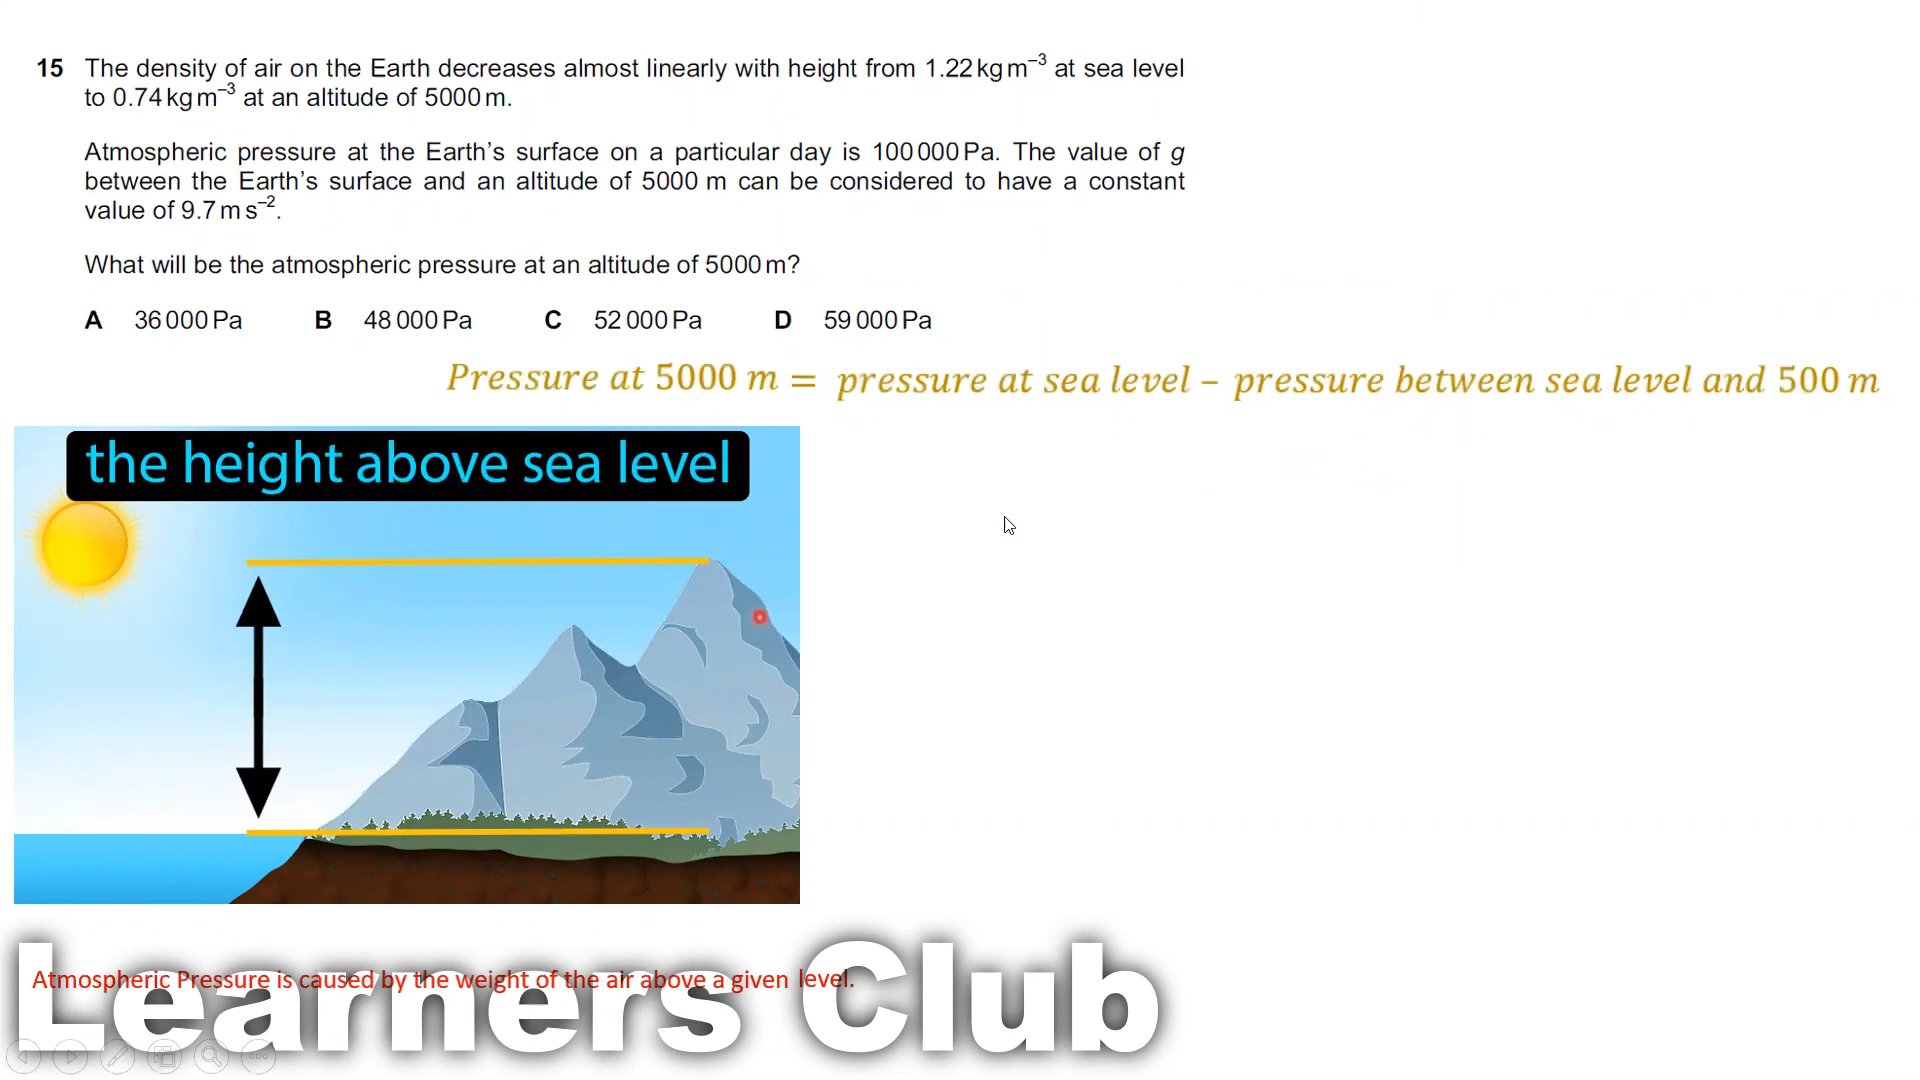 15 The density of air on the Earth decreases almost linearly with height from 1.22 kg m⁻³ at sea level
to 0.74 kg m⁻³ at an altitude of 5000 m.
Atmospheric pressure at the Earth's surface on a particular day is 100 000 Pa. The value of g
between the Earth's surface and an altitude of 5000 m can be considered to have a constant
value of 9.7 m s⁻².
What will be the atmospheric pressure at an altitude of 5000 m?
A 36 000 Pa B 48 000 Pa C 52 000 Pa D 59 000 Pa
Pressure at 5000 m = pressure at sea level – pressure between sea level and 500 m
the height above sea level
Atmospheric Pressure is caused by the weight of the air above a given level.
Learners Club